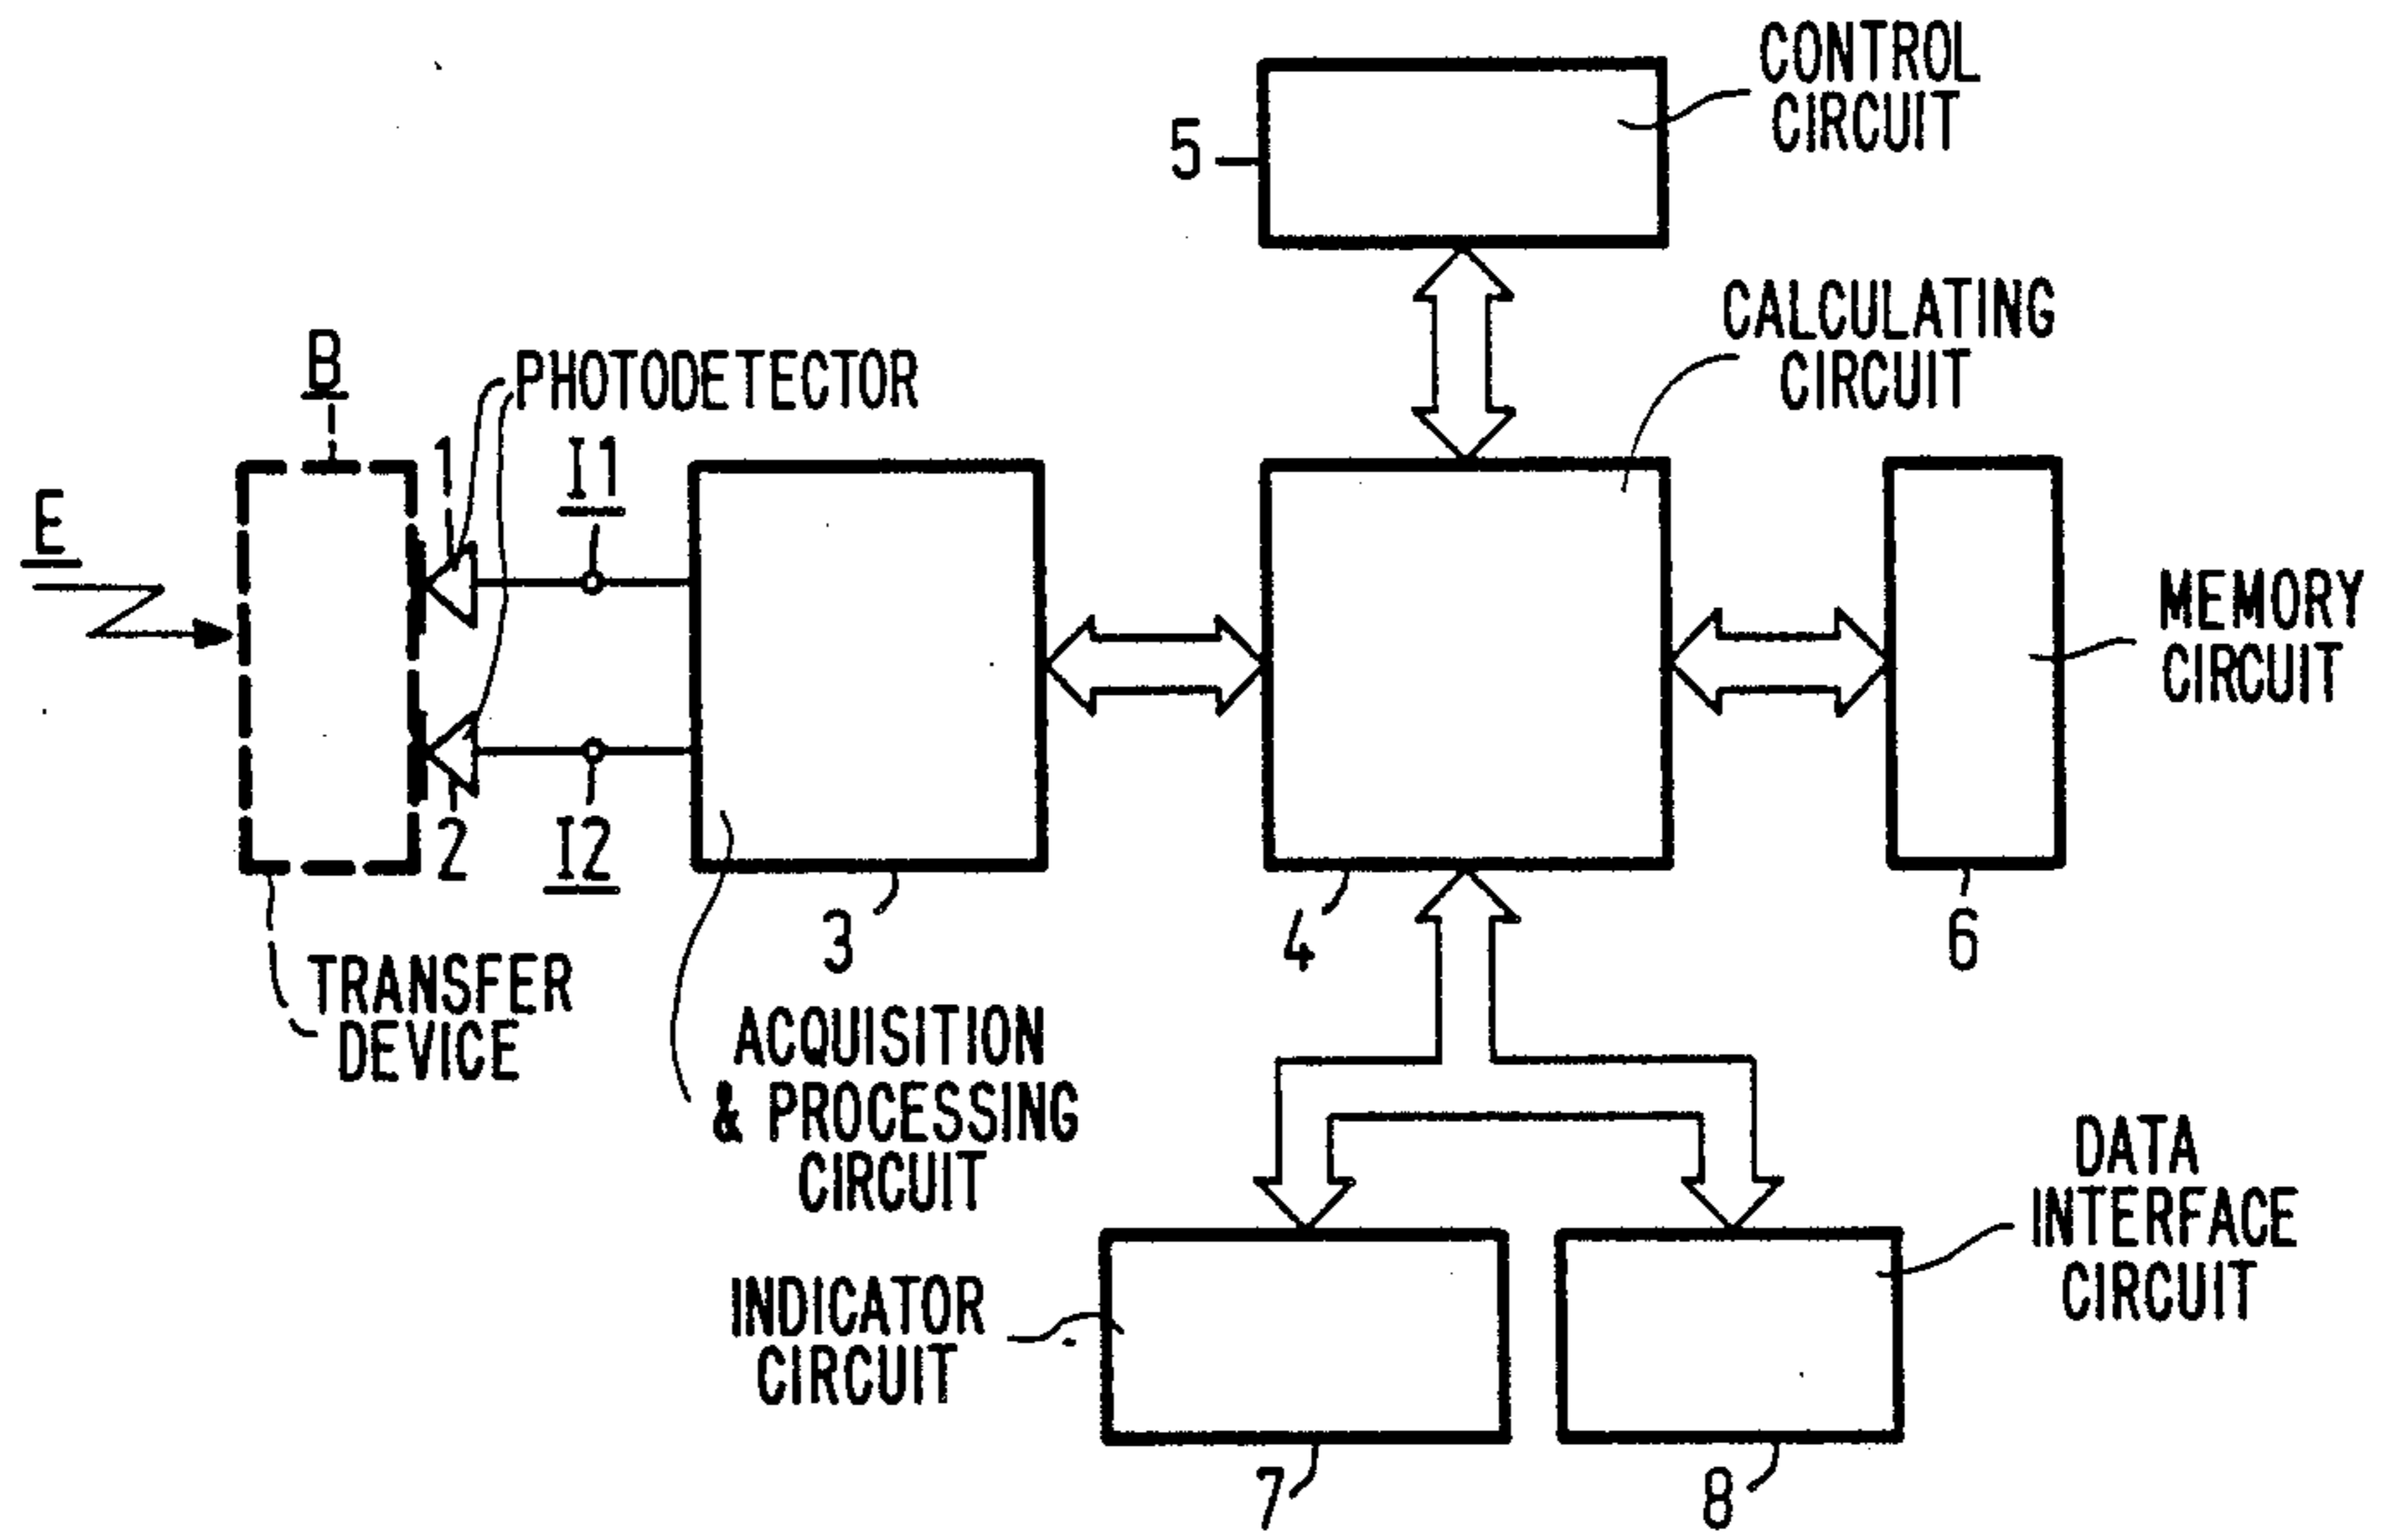 CONTROL
CIRCUIT
5
CALCULATING
CIRCUIT
B
PHOTODETECTOR
1
I1
E
MEMORY
CIRCUIT
2
I2
3
4
6
TRANSFER
DEVICE
ACQUISITION
& PROCESSING
CIRCUIT
DATA
INTERFACE
CIRCUIT
INDICATOR
CIRCUIT
7
8